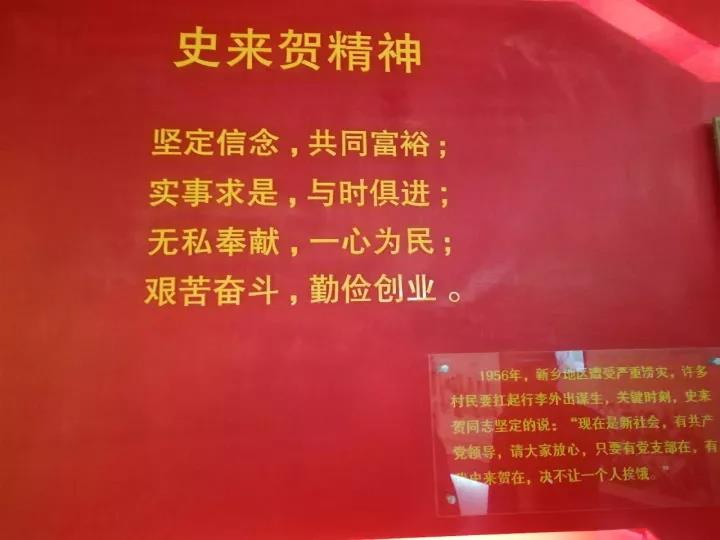 史来贺精神
坚定信念，共同富裕；
实事求是，与时俱进；
无私奉献，一心为民；
艰苦奋斗，勤俭创业。
1956年，新乡地区遭受严重涝灾，许多
村民要扛起行李外出谋生，关键时刻，史来
贺同志坚定的说：“现在是新社会，有共产
党领导，请大家放心，只要有党支部在，有
我史来贺在，决不让一个人挨饿。”